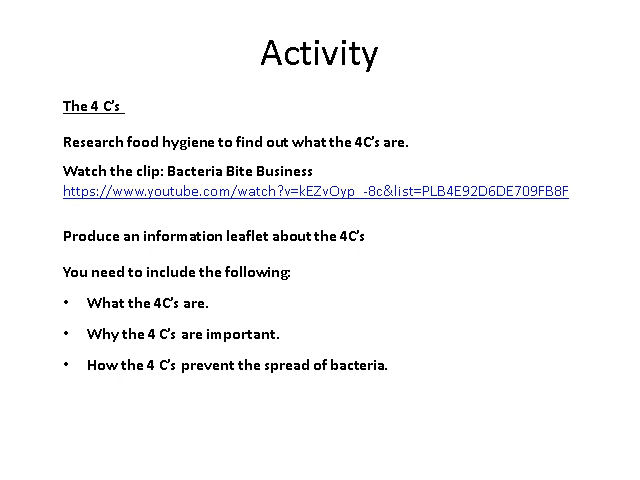 Activity
The 4 C's
Research food hygiene to find out what the 4C's are.
Watch the clip: Bacteria Bite Business
https://www.youtube.com/watch?v=kEZvOyp_-8c&list=PLB4E92D6DE709FB8F
Produce an information leaflet about the 4C's
You need to include the following:
• What the 4C's are.
• Why the 4 C's are important.
• How the 4 C's prevent the spread of bacteria.